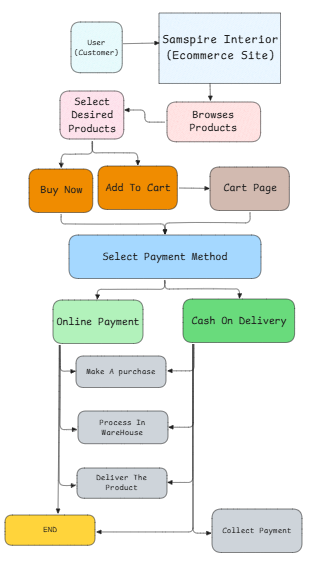 User
(Customer)
Samspire Interior
(Ecommerce Site)
Select
Desired
Products
Browses
Products
Buy Now
Add To Cart
Cart Page
Select Payment Method
Online Payment
Cash On Delivery
Make A purchase
Process In
WareHouse
Deliver The
Product
END
Collect Payment